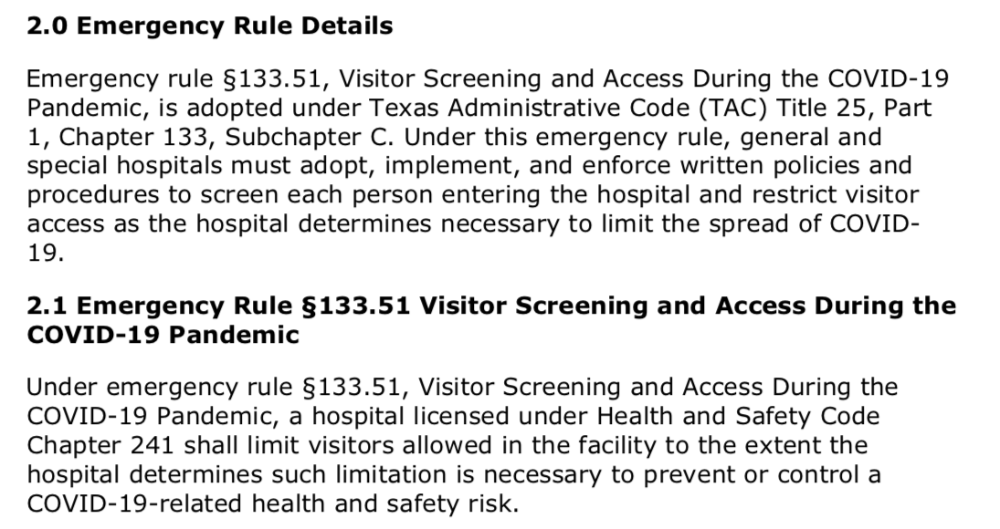 2.0 Emergency Rule Details
Emergency rule §133.51, Visitor Screening and Access During the COVID-19
Pandemic, is adopted under Texas Administrative Code (TAC) Title 25, Part
1, Chapter 133, Subchapter C. Under this emergency rule, general and
special hospitals must adopt, implement, and enforce written policies and
procedures to screen each person entering the hospital and restrict visitor
access as the hospital determines necessary to limit the spread of COVID-
19.
2.1 Emergency Rule §133.51 Visitor Screening and Access During the
COVID-19 Pandemic
Under emergency rule §133.51, Visitor Screening and Access During the
COVID-19 Pandemic, a hospital licensed under Health and Safety Code
Chapter 241 shall limit visitors allowed in the facility to the extent the
hospital determines such limitation is necessary to prevent or control a
COVID-19-related health and safety risk.